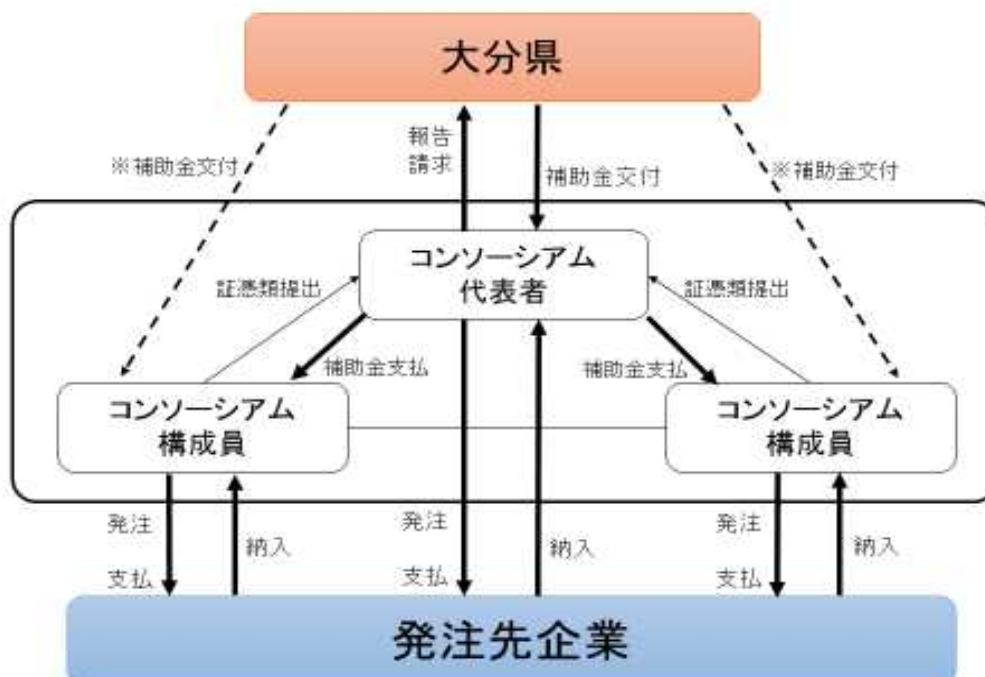 大分県
報告
請求
※補助金交付
補助金交付
※補助金交付
コンソーシアム
代表者
証憑類提出
証憑類提出
補助金支払
補助金支払
コンソーシアム
構成員
コンソーシアム
構成員
発注
支払
納入
発注
支払
納入
発注
支払
納入
発注先企業